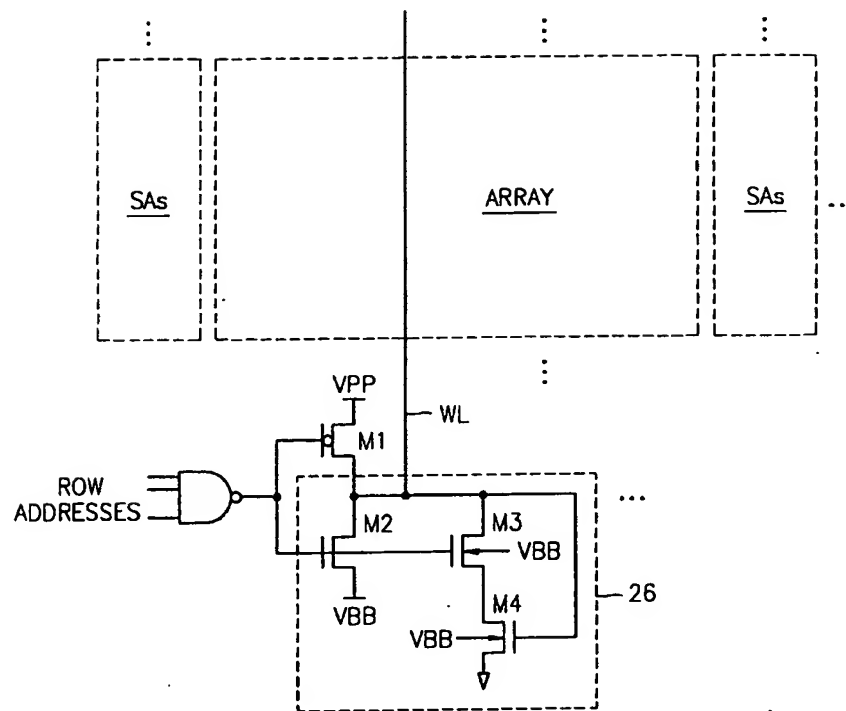 SAs
ARRAY
SAs
VPP
WL
M1
ROW
ADDRESSES
M2
M3
VBB
VBB
26
M4
VBB